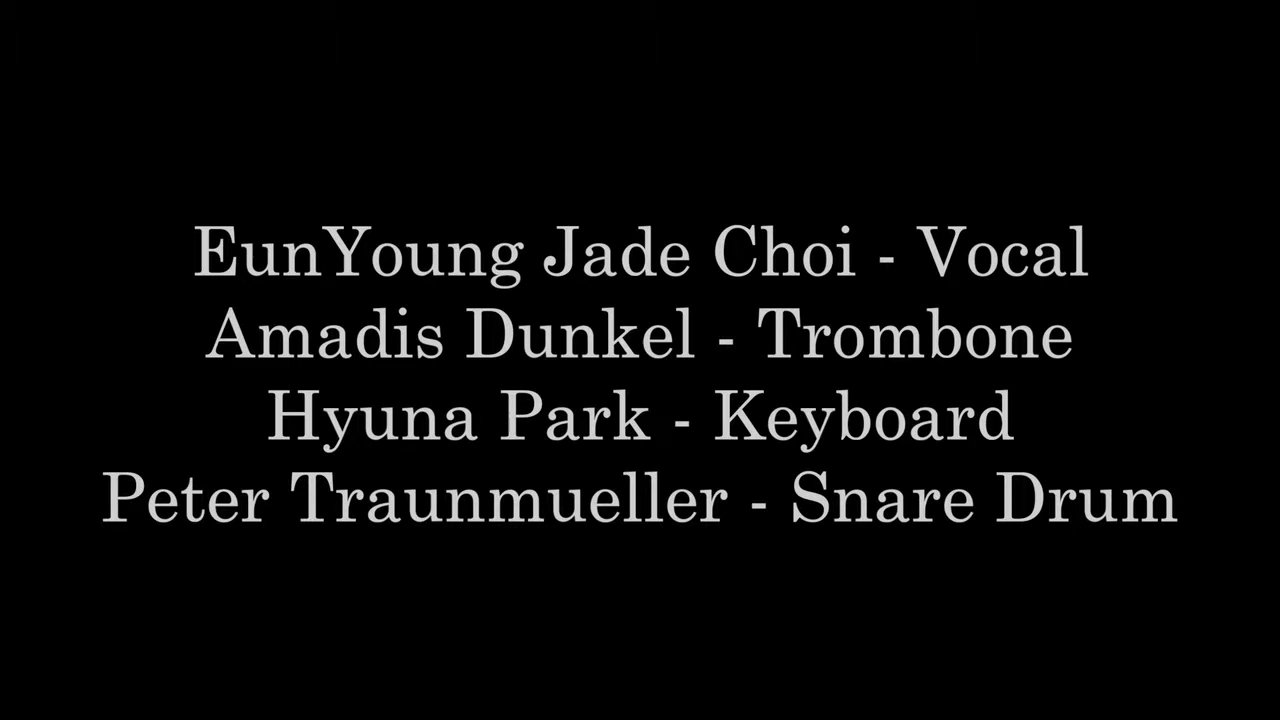 EunYoung Jade Choi - Vocal
Amadis Dunkel - Trombone
Hyuna Park - Keyboard
Peter Traunmueller - Snare Drum